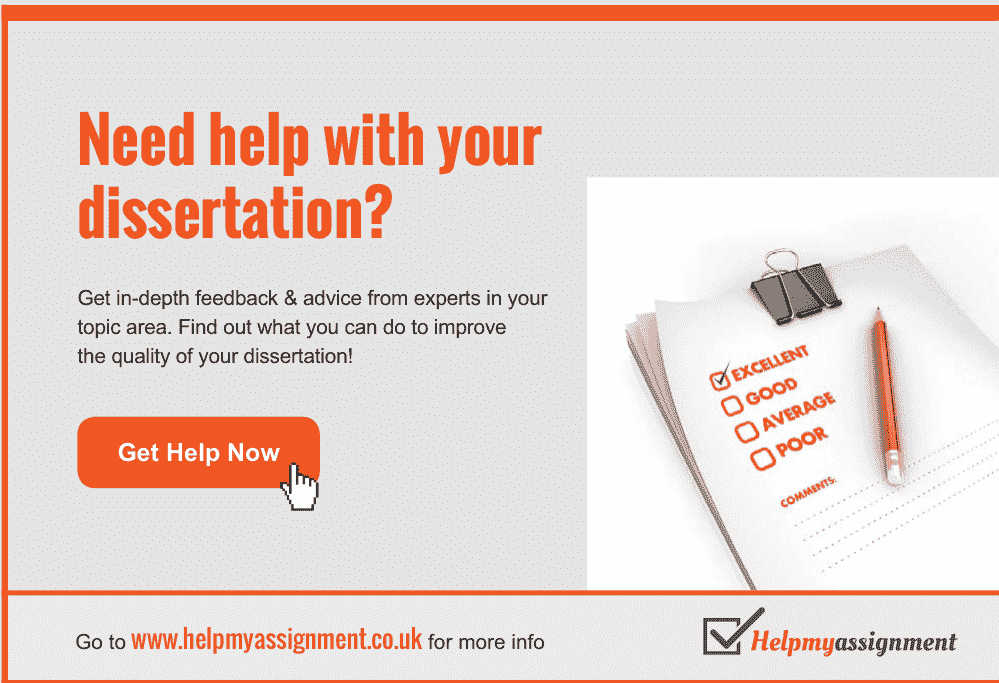 Need help with your
dissertation?
Get in-depth feedback & advice from experts in your
topic area. Find out what you can do to improve
the quality of your dissertation!
Get Help Now
EXCELLENT
GOOD
AVERAGE
POOR
COMMENTS:
Go to www.helpmyassignment.co.uk for more info
Helpmyassignment